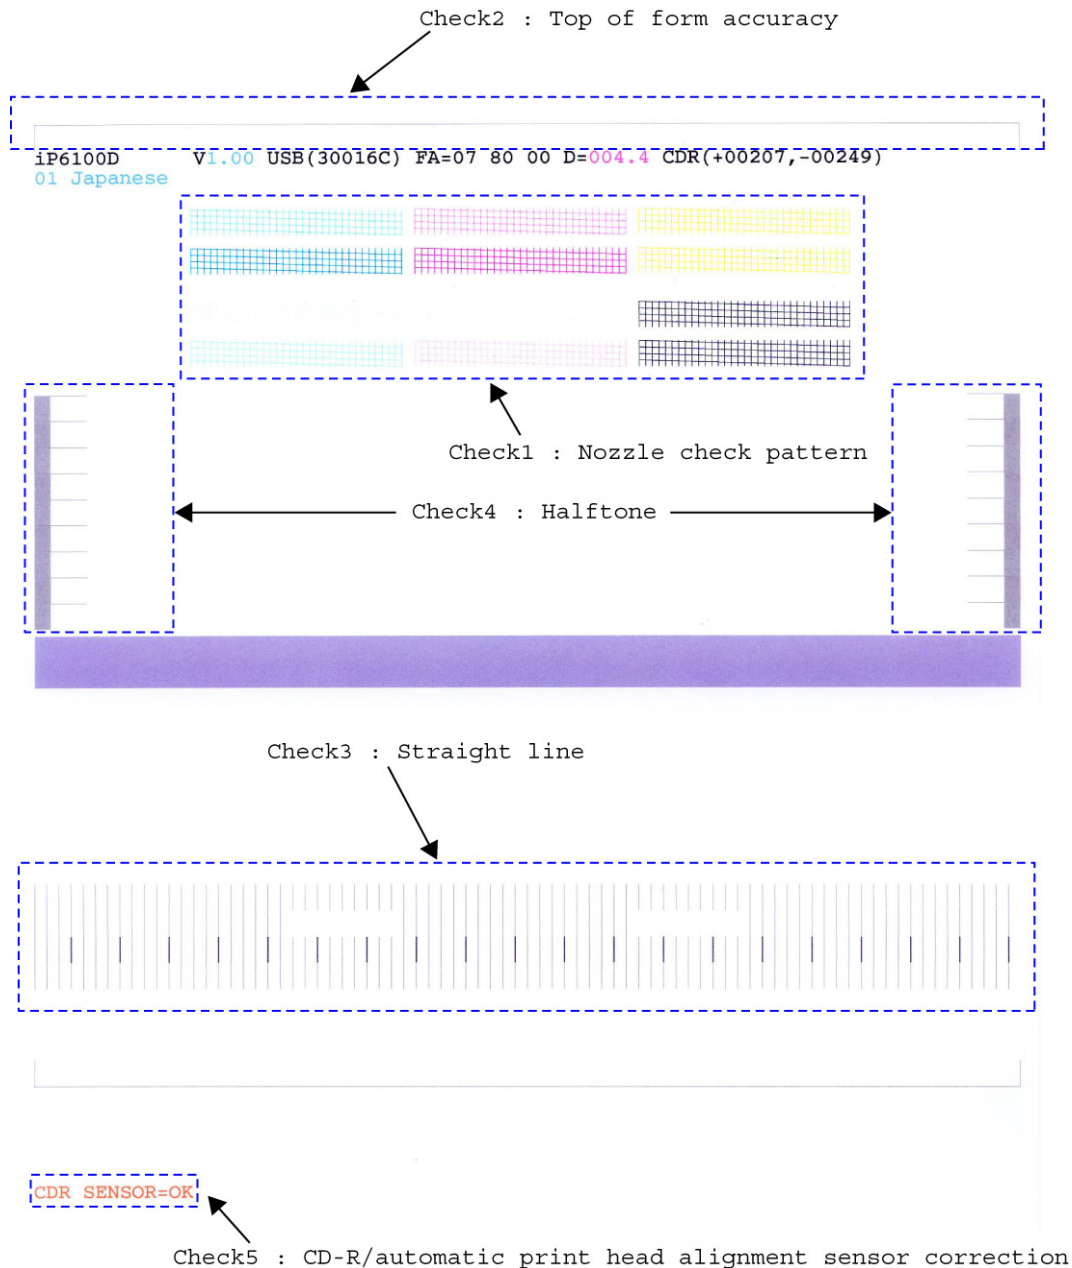 Check2 : Top of form accuracy
iP6100D V1.00 USB(30016C) FA=07 80 00 D=004.4 CDR(+00207,-00249)
01 Japanese
Check1 : Nozzle check pattern
Check4 : Halftone
Check3 : Straight line
CDR SENSOR=OK
Check5 : CD-R/automatic print head alignment sensor correction